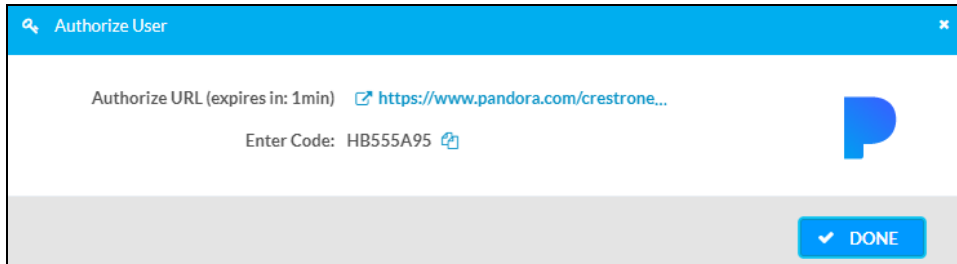 Authorize User
Authorize URL (expires in: 1min) https://www.pandora.com/crestrone...
Enter Code: HB555A95
DONE